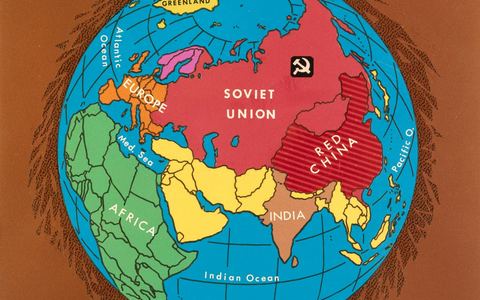 GREENLAND
Atlantic
Ocean
EUROPE
SOVIET
UNION
RED
CHINA
Pacific O.
Med. Sea
AFRICA
INDIA
Indian Ocean